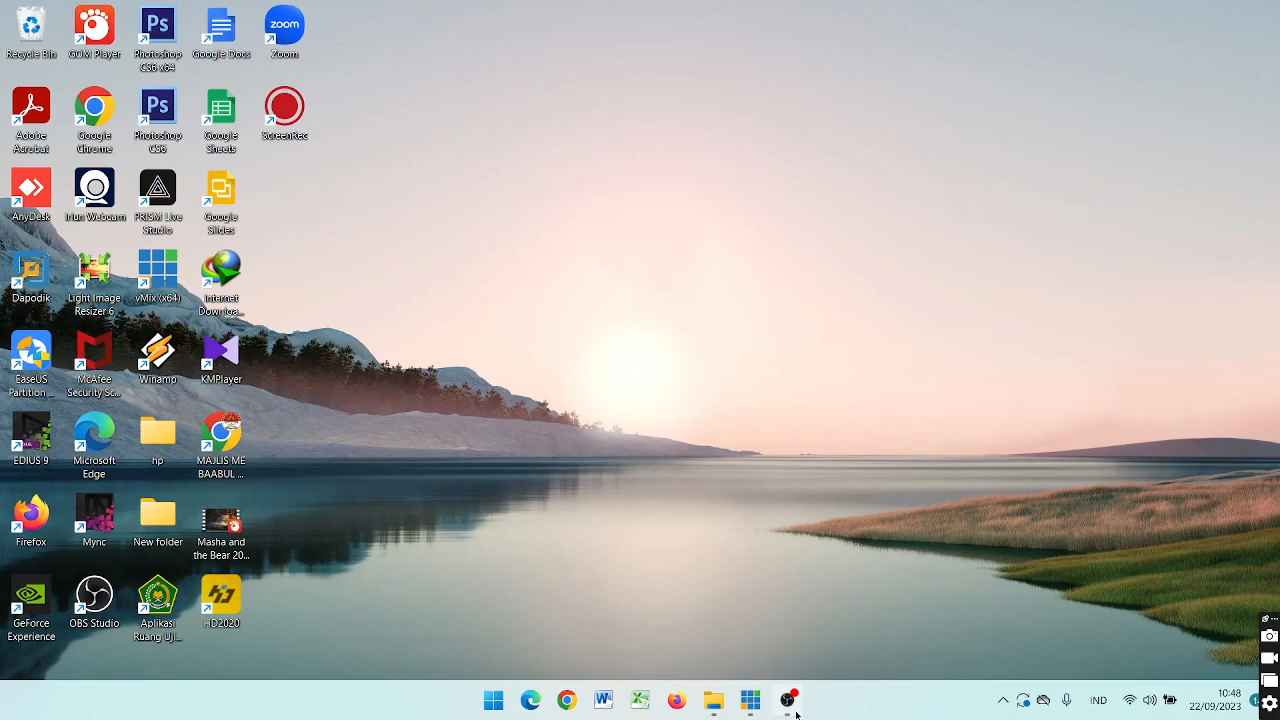 Recycle Bin
GOM Player
Photoshop
CS6 x64
Google Docs
zoom
Zoom
Adobe
Acrobat
Google
Chrome
Photoshop
CS6
Google
Sheets
ScreenRec
AnyDesk
Iriun Webcam
PRISM Live
Studio
Google
Slides
Dapodik
Light Image
Resizer 6
vMix (x64)
Internet
Downloa...
EaseUS
Partition ...
McAfee
Security Sc...
Winamp
KMPlayer
EDIUS 9
Microsoft
Edge
hp
MAJLIS ME
BAABUL ...
Firefox
Mync
New folder
Masha and
the Bear 20...
GeForce
Experience
OBS Studio
Aplikasi
Ruang Uji...
HD2020
IND
10:48
22/09/2023